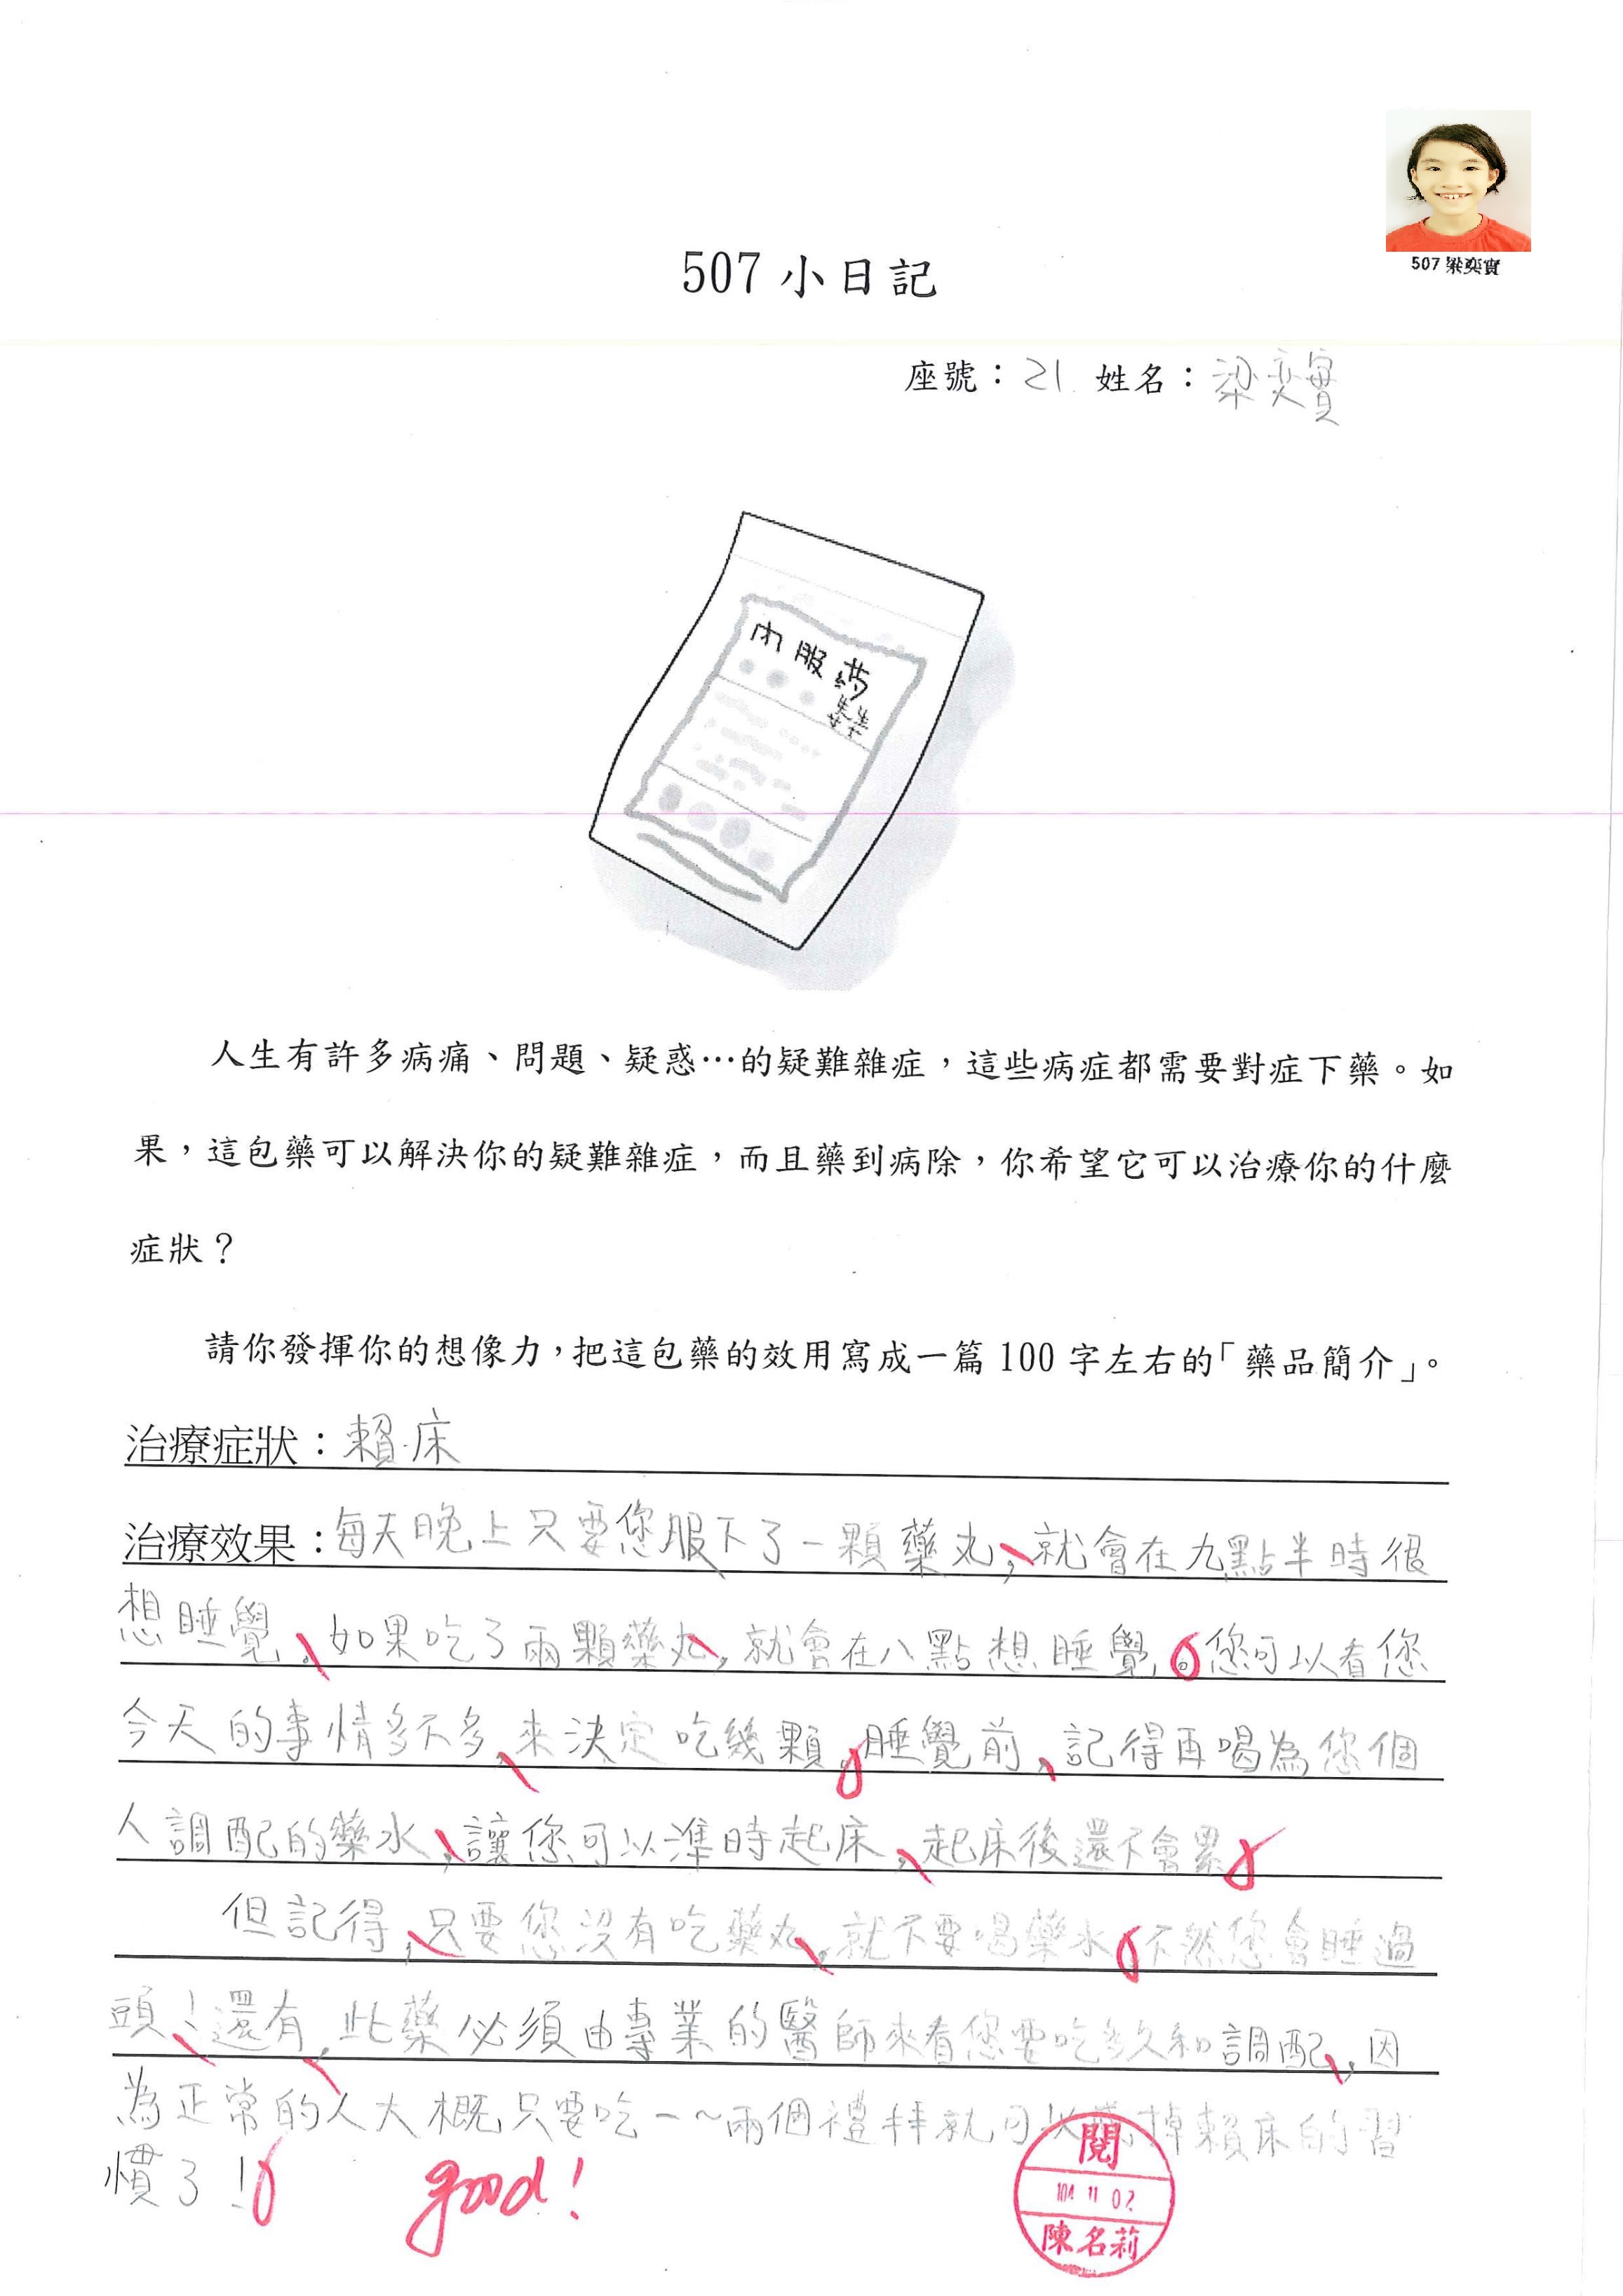 507 梁奕實
507 小日記
座號：21 姓名：梁奕實
內服藥
人生有許多病痛、問題、疑惑…的疑難雜症，這些病症都需要對症下藥。如
果，這包藥可以解決你的疑難雜症，而且藥到病除，你希望它可以治療你的什麼
症狀？
請你發揮你的想像力，把這包藥的效用寫成一篇 100 字左右的「藥品簡介」。
治療症狀：賴床
治療效果：每天晚上只要您服下了一顆藥丸，就會在九點半時很
想睡覺。如果吃了兩顆藥丸，就會在八點想睡覺。您可以看您
今天的事情多不多，來決定吃幾顆。睡覺前，記得再喝為您個
人調配的藥水，讓您可以準時起床，起床後還不會累。
但記得，只要您沒有吃藥丸，就不要喝藥水。不然您會睡過
頭！還有，此藥必須由專業的醫師來看您要吃多久和調配，因
為正常的人大概只要吃一~兩個禮拜就可以掉賴床的習
慣了！
good!
閱
104 11 02
陳名莉